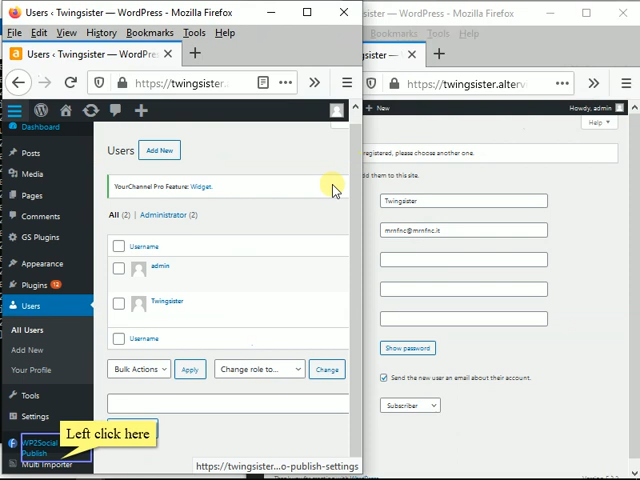 Users ‹ Twingsister — WordPress — Mozilla Firefox
File Edit View History Bookmarks Tools Help
Users ‹ Twingsister — WordPre
https://twingsister.
Dashboard
Posts
Media
Pages
Comments
GS Plugins
Appearance
Plugins 12
Users
All Users
Add New
Your Profile
Tools
Settings
WP2Social
Publish
Multi Importer
Left click here
Users Add New
YourChannel Pro Feature: Widget.
All (2) Administrator (2)
Username
admin
Twingsister
Username
Bulk Actions Apply Change role to... Change
https://twingsister....o-publish-settings
ster — WordPress — Mozilla Firefox
Bookmarks Tools Help
https://twingsister.alterv
New
Howdy, admin
Help
registered, please choose another one.
dd them to this site.
Twingsister
mrnfnc@mrnfnc.it
Show password
Send the new user an email about their account.
Subscriber